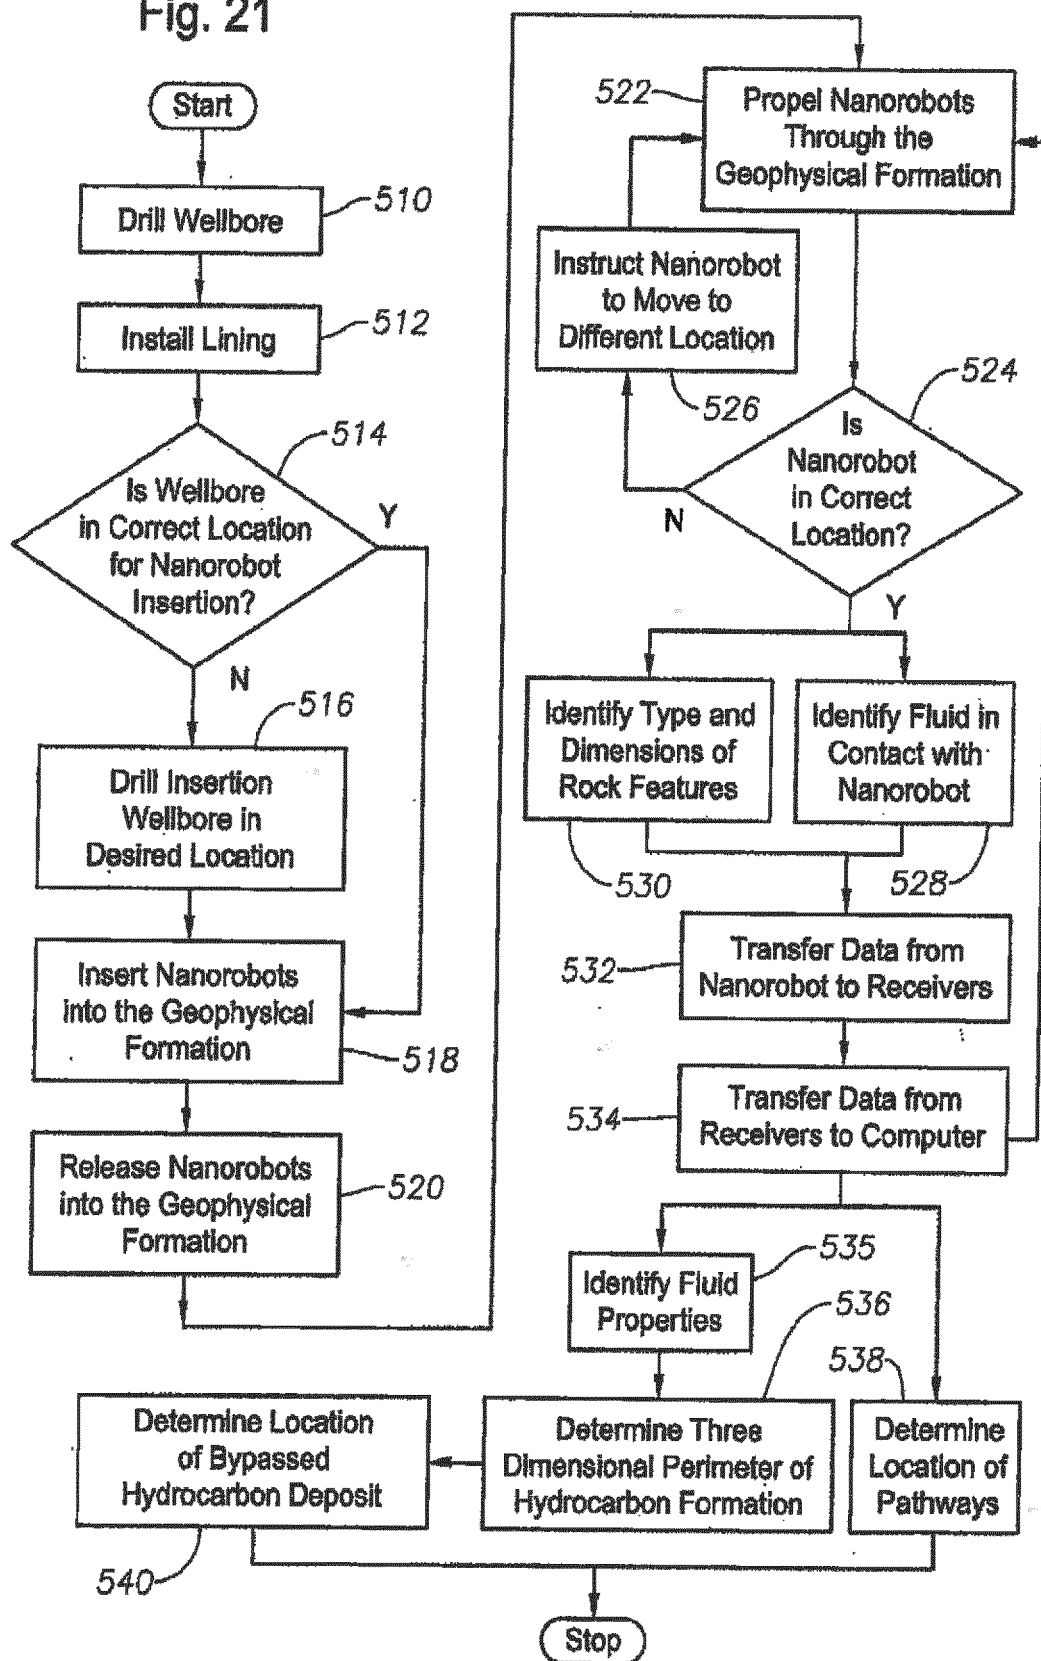 Fig. 21
Start
Drill Wellbore
510
Install Lining
512
514
Is Wellbore
in Correct Location
for Nanorobot
Insertion?
Y
N
516
Drill Insertion
Wellbore in
Desired Location
Insert Nanorobots
into the Geophysical
Formation
518
Release Nanorobots
into the Geophysical
Formation
520
522
Propel Nanorobots
Through the
Geophysical Formation
Instruct Nanorobot
to Move to
Different Location
526
524
Is
Nanorobot
in Correct
Location?
N
Y
Identify Type and
Dimensions of
Rock Features
530
Identify Fluid in
Contact with
Nanorobot
528
532
Transfer Data from
Nanorobot to Receivers
534
Transfer Data from
Receivers to Computer
535
Identify Fluid
Properties
536
Determine Three
Dimensional Perimeter of
Hydrocarbon Formation
538
Determine
Location of
Pathways
Determine Location
of Bypassed
Hydrocarbon Deposit
540
Stop